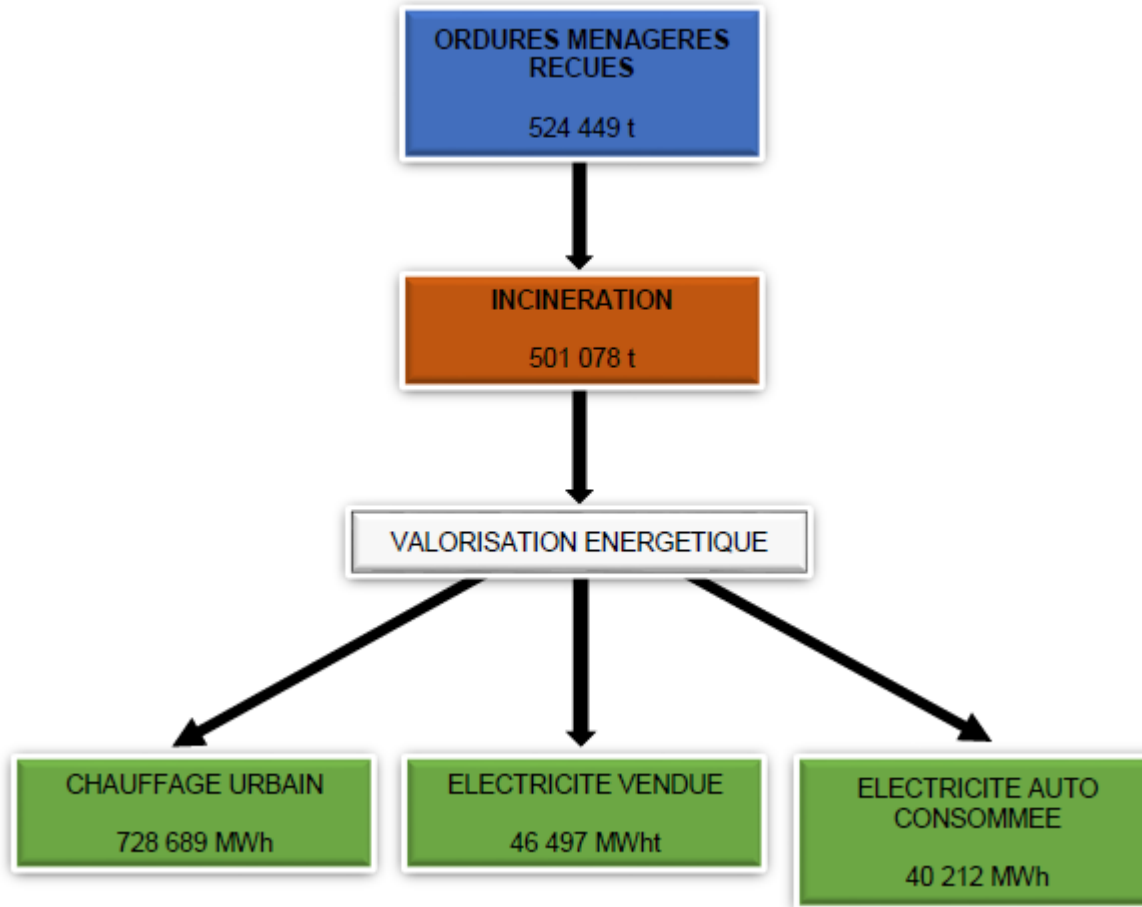 ORDURES MENAGERES
RECUES
524 449 t
INCINERATION
501 078 t
VALORISATION ENERGETIQUE
CHAUFFAGE URBAIN
728 689 MWh
ELECTRICITE VENDUE
46 497 MWht
ELECTRICITE AUTO
CONSOMMEE
40 212 MWh